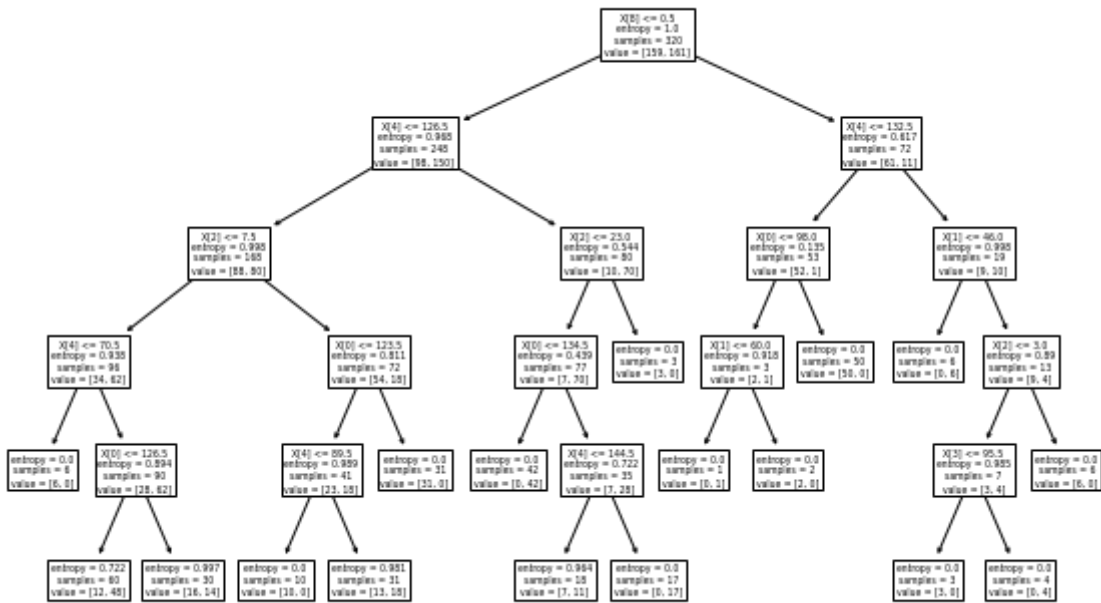 X[8] <= 0.5
entropy = 1.0
samples = 320
value = [159, 161]
X[4] <= 126.5
entropy = 0.968
samples = 248
value = [98, 150]
X[4] <= 132.5
entropy = 0.617
samples = 72
value = [61, 11]
X[2] <= 7.5
entropy = 0.998
samples = 168
value = [88, 80]
X[2] <= 23.0
entropy = 0.544
samples = 80
value = [10, 70]
X[0] <= 98.0
entropy = 0.135
samples = 53
value = [52, 1]
X[1] <= 46.0
entropy = 0.998
samples = 19
value = [9, 10]
X[4] <= 70.5
entropy = 0.938
samples = 96
value = [34, 62]
X[0] <= 123.5
entropy = 0.811
samples = 72
value = [54, 18]
X[0] <= 134.5
entropy = 0.439
samples = 77
value = [7, 70]
entropy = 0.0
samples = 3
value = [3, 0]
X[1] <= 60.0
entropy = 0.918
samples = 3
value = [2, 1]
entropy = 0.0
samples = 50
value = [50, 0]
entropy = 0.0
samples = 6
value = [0, 6]
X[2] <= 3.0
entropy = 0.89
samples = 13
value = [9, 4]
entropy = 0.0
samples = 6
value = [6, 0]
X[0] <= 126.5
entropy = 0.894
samples = 90
value = [28, 62]
X[4] <= 89.5
entropy = 0.989
samples = 41
value = [23, 18]
entropy = 0.0
samples = 31
value = [31, 0]
entropy = 0.0
samples = 42
value = [0, 42]
X[4] <= 144.5
entropy = 0.722
samples = 35
value = [7, 28]
entropy = 0.0
samples = 1
value = [0, 1]
entropy = 0.0
samples = 2
value = [2, 0]
X[3] <= 95.5
entropy = 0.985
samples = 7
value = [3, 4]
entropy = 0.0
samples = 6
value = [6, 0]
entropy = 0.722
samples = 60
value = [12, 48]
entropy = 0.997
samples = 30
value = [16, 14]
entropy = 0.0
samples = 10
value = [10, 0]
entropy = 0.981
samples = 31
value = [13, 18]
entropy = 0.964
samples = 18
value = [7, 11]
entropy = 0.0
samples = 17
value = [0, 17]
entropy = 0.0
samples = 3
value = [3, 0]
entropy = 0.0
samples = 4
value = [0, 4]